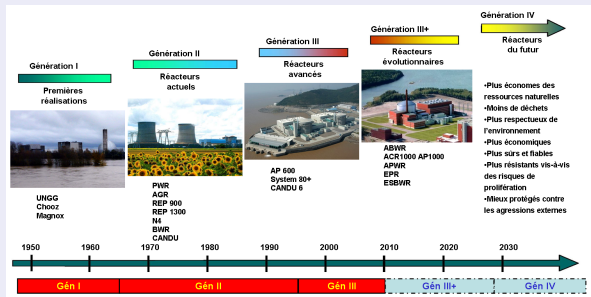 Génération I
Premières
réalisations
UNGG
Chooz
Magnox
Génération II
Réacteurs
actuels
PWR
AGR
REP 900
REP 1300
N4
BWR
CANDU
Génération III
Réacteurs
avancés
AP 600
System 80+
CANDU 6
Génération III+
Réacteurs
évolutionnaires
ABWR
ACR1000 AP1000
APWR
EPR
ESBWR
Génération IV
Réacteurs
du futur
•Plus économes des
ressources naturelles
•Moins de déchets
•Plus respectueux de
l'environnement
•Plus économiques
•Plus sûrs et fiables
•Plus résistants vis-à-vis
des risques de
prolifération
•Mieux protégés contre
les agressions externes
1950 1960 1970 1980 1990 2000 2010 2030
Gén I Gén II Gén III Gén III+ Gén IV